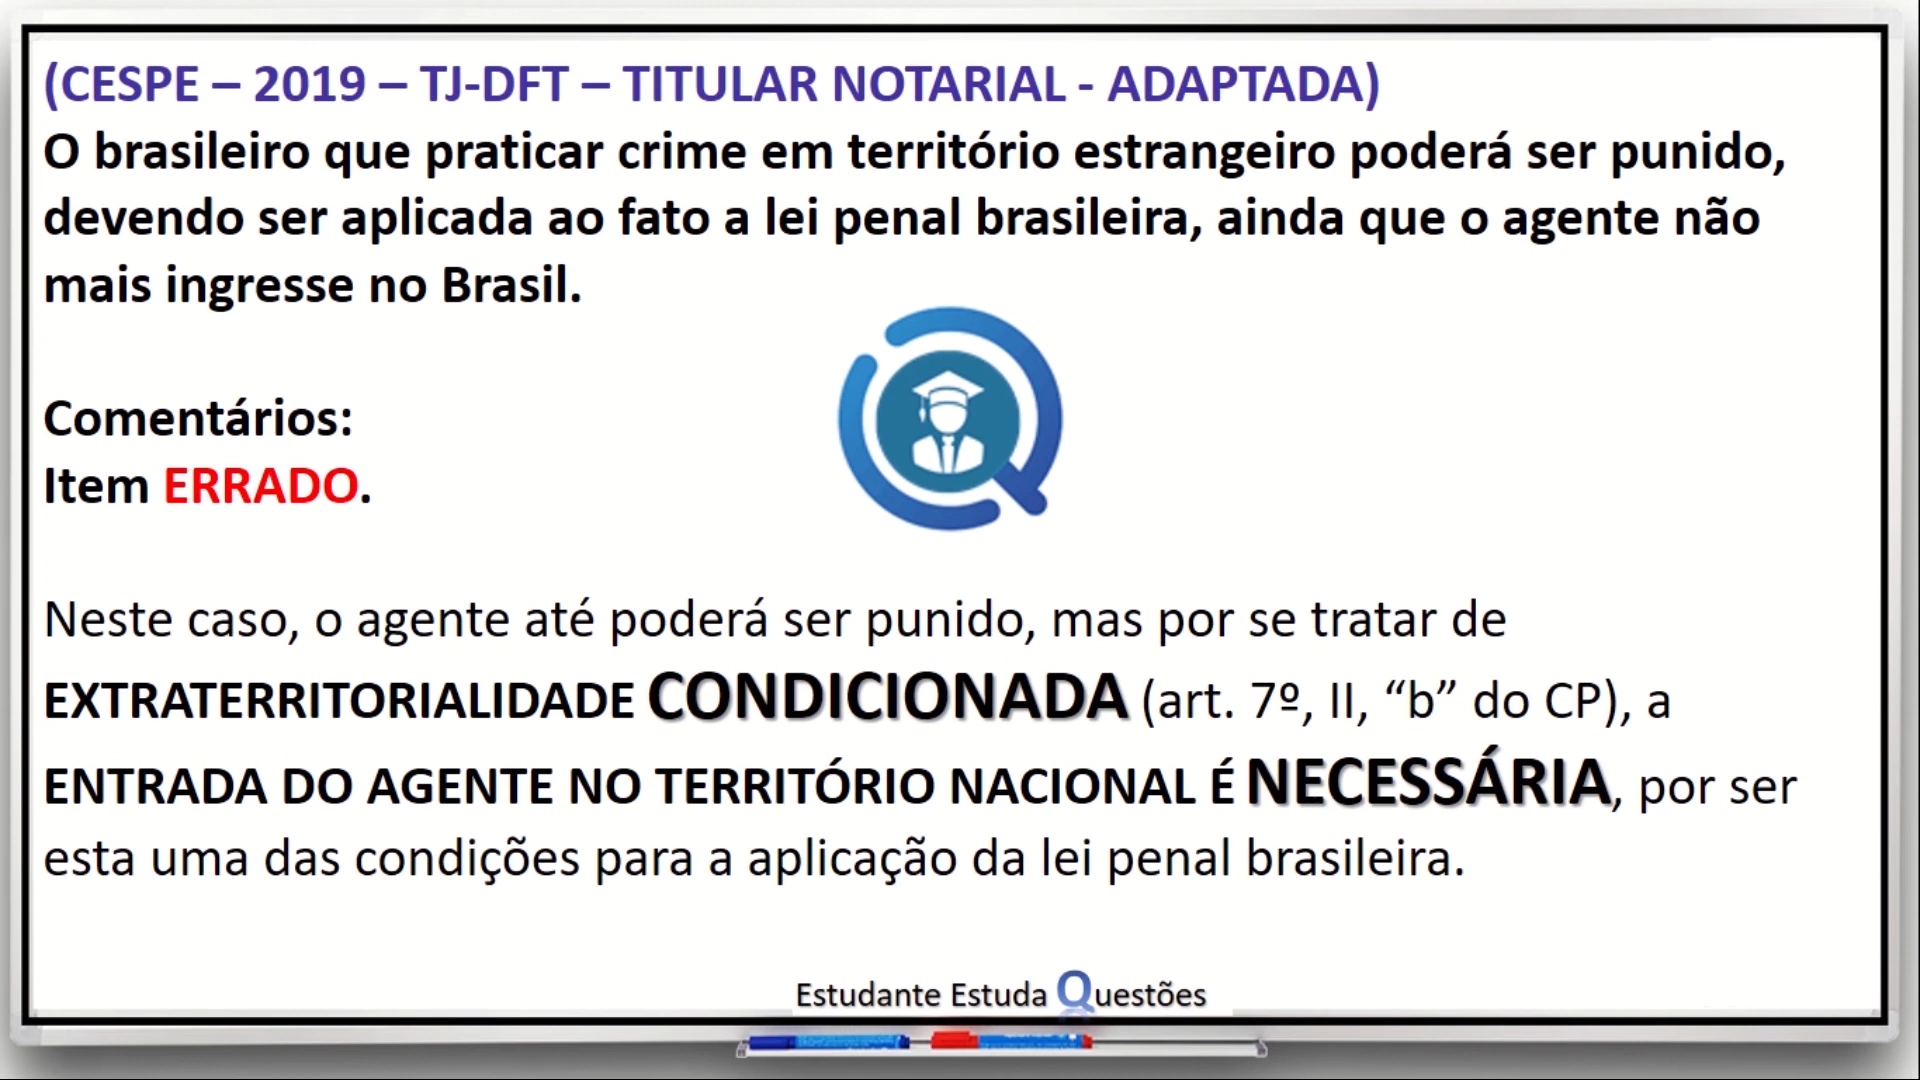 (CESPE – 2019 – TJ-DFT – TITULAR NOTARIAL - ADAPTADA)
O brasileiro que praticar crime em território estrangeiro poderá ser punido,
devendo ser aplicada ao fato a lei penal brasileira, ainda que o agente não
mais ingresse no Brasil.
Comentários:
Item ERRADO.
Neste caso, o agente até poderá ser punido, mas por se tratar de
EXTRATERRITORIALIDADE CONDICIONADA (art. 7º, II, “b” do CP), a
ENTRADA DO AGENTE NO TERRITÓRIO NACIONAL É NECESSÁRIA, por ser
esta uma das condições para a aplicação da lei penal brasileira.
Estudante Estuda Questões